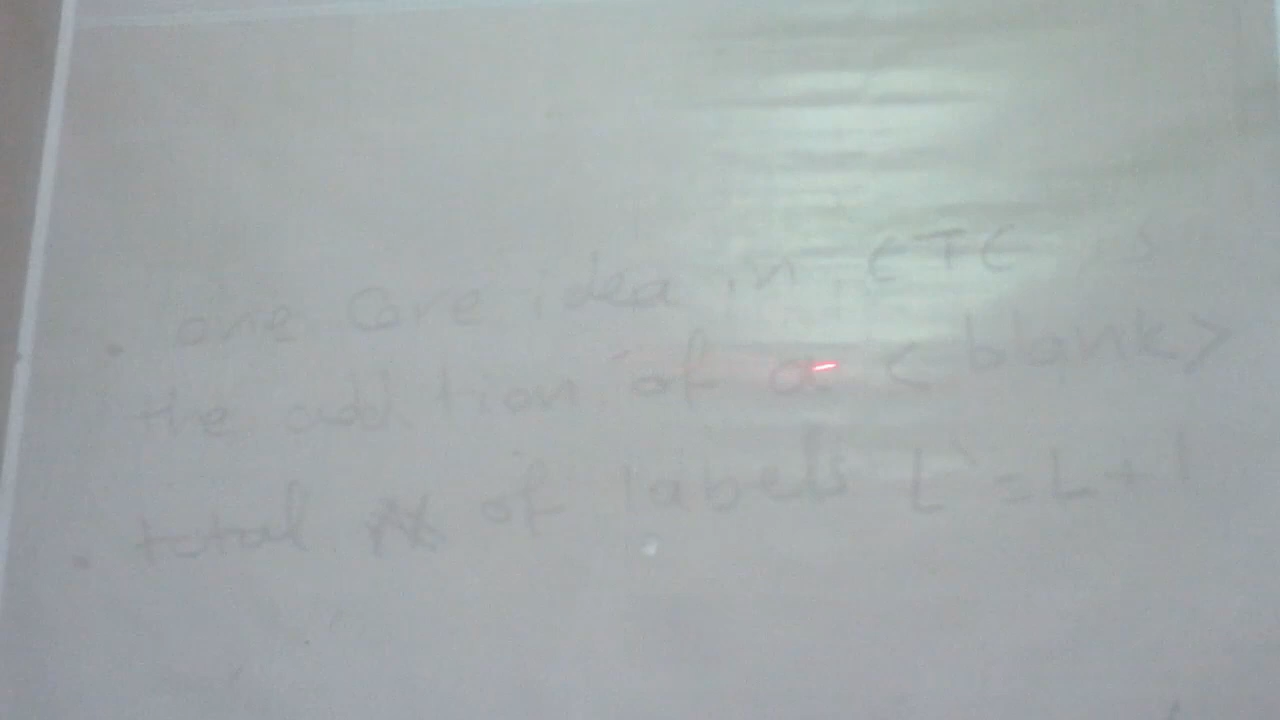 • one core idea in CTC is
the addition of a <blank>
• total of labels L' = L + 1